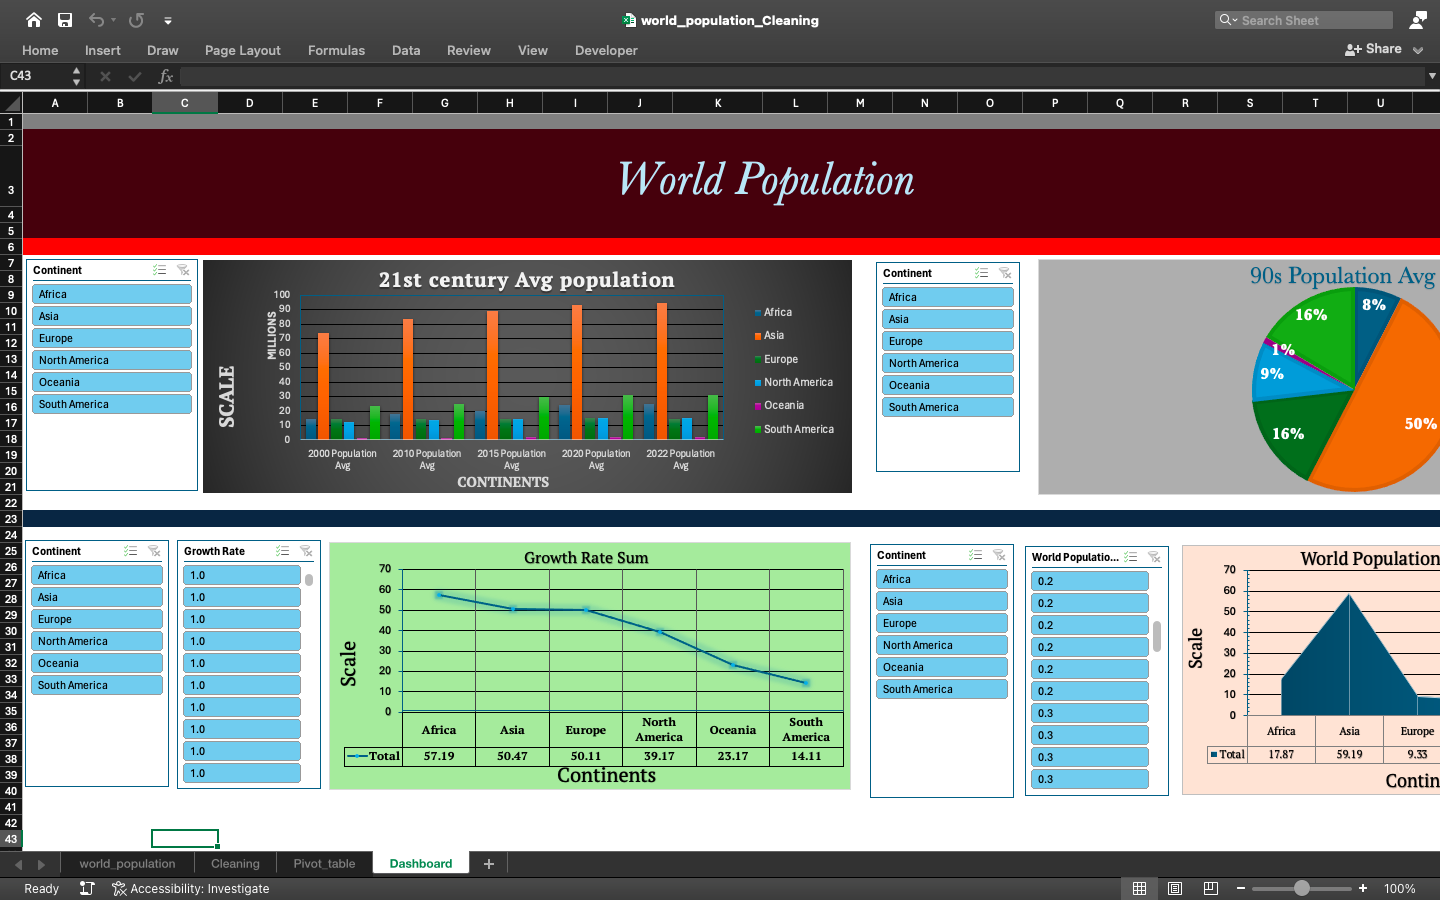 world_population_Cleaning
Search Sheet
Home Insert Draw Page Layout Formulas Data Review View Developer
Share
C43
fx
A B C D E F G H I J K L M N O P Q R S T U
1
2
3
4
5
6
7
8
9
10
11
12
13
14
15
16
17
18
19
20
21
22
23
24
25
26
27
28
29
30
31
32
33
34
35
36
37
38
39
40
41
42
43
World Population
Continent
Africa
Asia
Europe
North America
Oceania
South America
21st century Avg population
SCALE
MILLIONS
100
90
80
70
60
50
40
30
20
10
0
2000 Population Avg
2010 Population Avg
2015 Population Avg
2020 Population Avg
2022 Population Avg
CONTINENTS
Africa
Asia
Europe
North America
Oceania
South America
Continent
Africa
Asia
Europe
North America
Oceania
South America
90s Population Avg
8%
50%
16%
9%
1%
16%
Continent
Africa
Asia
Europe
North America
Oceania
South America
Growth Rate
1.0
1.0
1.0
1.0
1.0
1.0
1.0
1.0
1.0
1.0
Growth Rate Sum
Scale
70
60
50
40
30
20
10
0
Africa Asia Europe North America Oceania South America
Total 57.19 50.47 50.11 39.17 23.17 14.11
Continents
Continent
Africa
Asia
Europe
North America
Oceania
South America
World Populatio...
0.2
0.2
0.2
0.2
0.2
0.2
0.3
0.3
0.3
0.3
World Population
Scale
70
60
50
40
30
20
10
0
Africa Asia Europe
Total 17.87 59.19 9.33
Contin
world_population Cleaning Pivot_table Dashboard +
Ready Accessibility: Investigate
100%